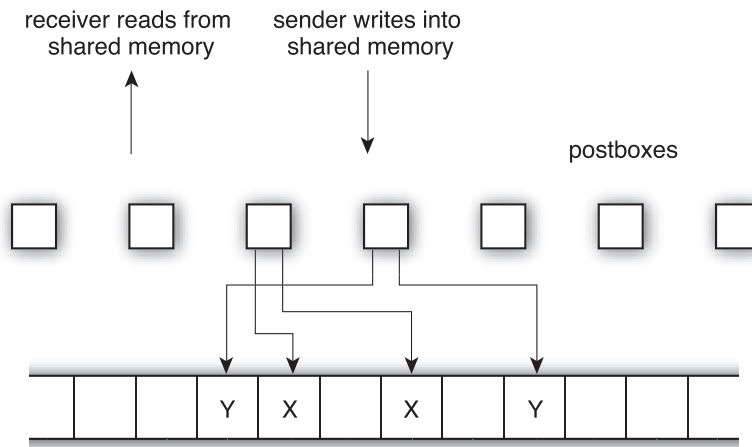 receiver reads from
shared memory
sender writes into
shared memory
postboxes
Y
X
X
Y